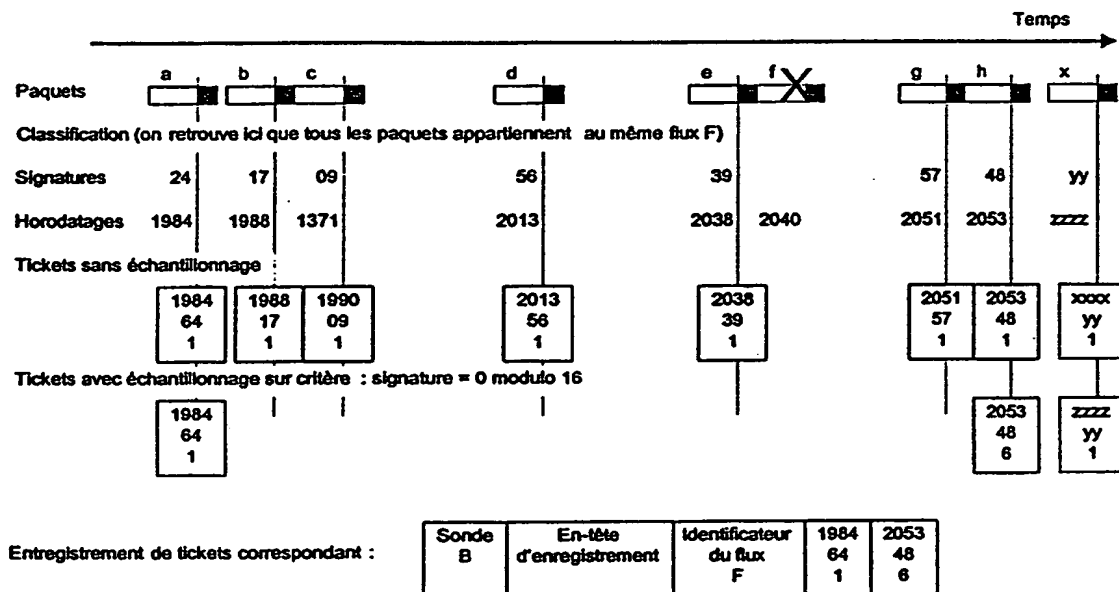 Temps
a b c d e f g h x
Paquets
Classification (on retrouve ici que tous les paquets appartiennent au même flux F)
Signatures 24 17 09 56 39 57 48 yy
Horodatages 1984 1988 1371 2013 2038 2040 2051 2053 zzzz
Tickets sans échantillonnage
1984 1988 1990 2013 2038 2051 2053 xxxx
64 17 09 56 39 57 48 yy
1 1 1 1 1 1 1 1
Tickets avec échantillonnage sur critère : signature = 0 modulo 16
1984 2053 zzzz
64 48 yy
1 6 1
Entregistrement de tickets correspondant :
Sonde En-tête Identificateur 1984 2053
B d'enregistrement du flux 64 48
F 1 6